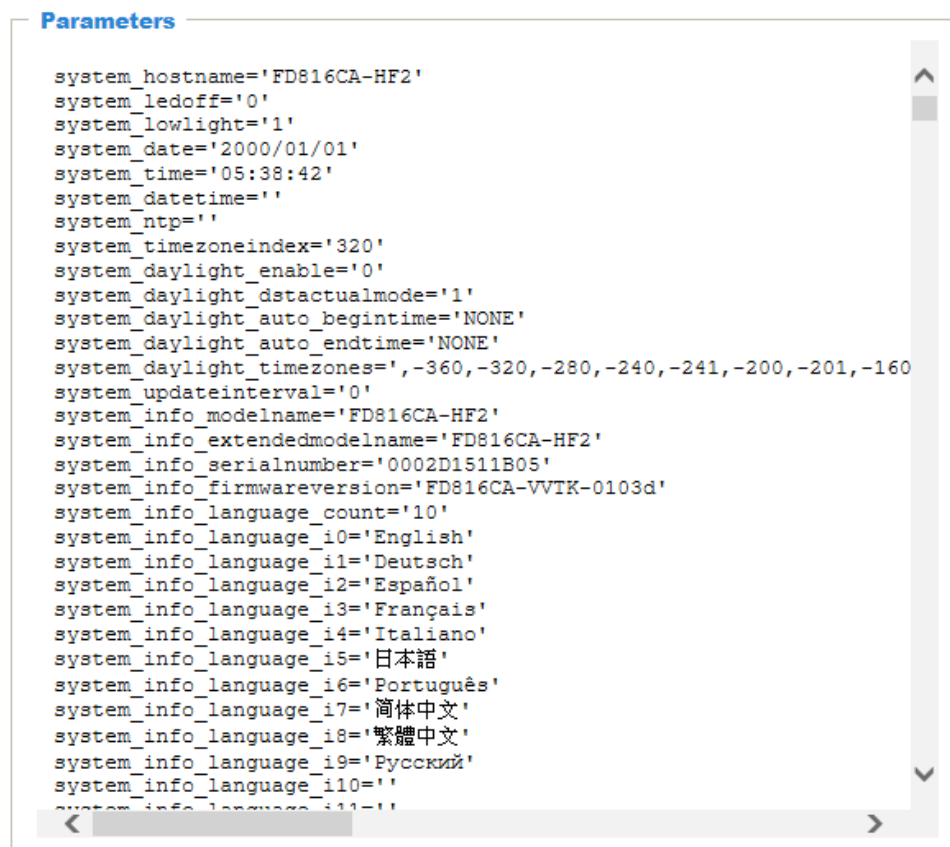 Parameters
system_hostname='FD816CA-HF2'
system_ledoff='0'
system_lowlight='1'
system_date='2000/01/01'
system_time='05:38:42'
system_datetime=''
system_ntp=''
system_timezoneindex='320'
system_daylight_enable='0'
system_daylight_dstactualmode='1'
system_daylight_auto_begintime='NONE'
system_daylight_auto_endtime='NONE'
system_daylight_timezones=',-360,-320,-280,-240,-241,-200,-201,-160
system_updateinterval='0'
system_info_modelname='FD816CA-HF2'
system_info_extendedmodelname='FD816CA-HF2'
system_info_serialnumber='0002D1511B05'
system_info_firmwareversion='FD816CA-VVTK-0103d'
system_info_language_count='10'
system_info_language_i0='English'
system_info_language_i1='Deutsch'
system_info_language_i2='Español'
system_info_language_i3='Français'
system_info_language_i4='Italiano'
system_info_language_i5='日本語'
system_info_language_i6='Português'
system_info_language_i7='简体中文'
system_info_language_i8='繁體中文'
system_info_language_i9='Русский'
system_info_language_i10=''
system_info_language_i11=''